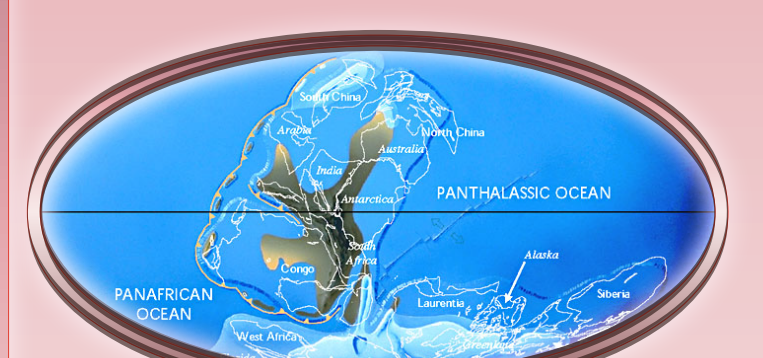 South China
Arabia
North China
Australia
India
PANTHALASSIC OCEAN
Antarctica
South
Africa
Alaska
Congo
PANAFRICAN
OCEAN
Laurentia
Siberia
West Africa
Greenland